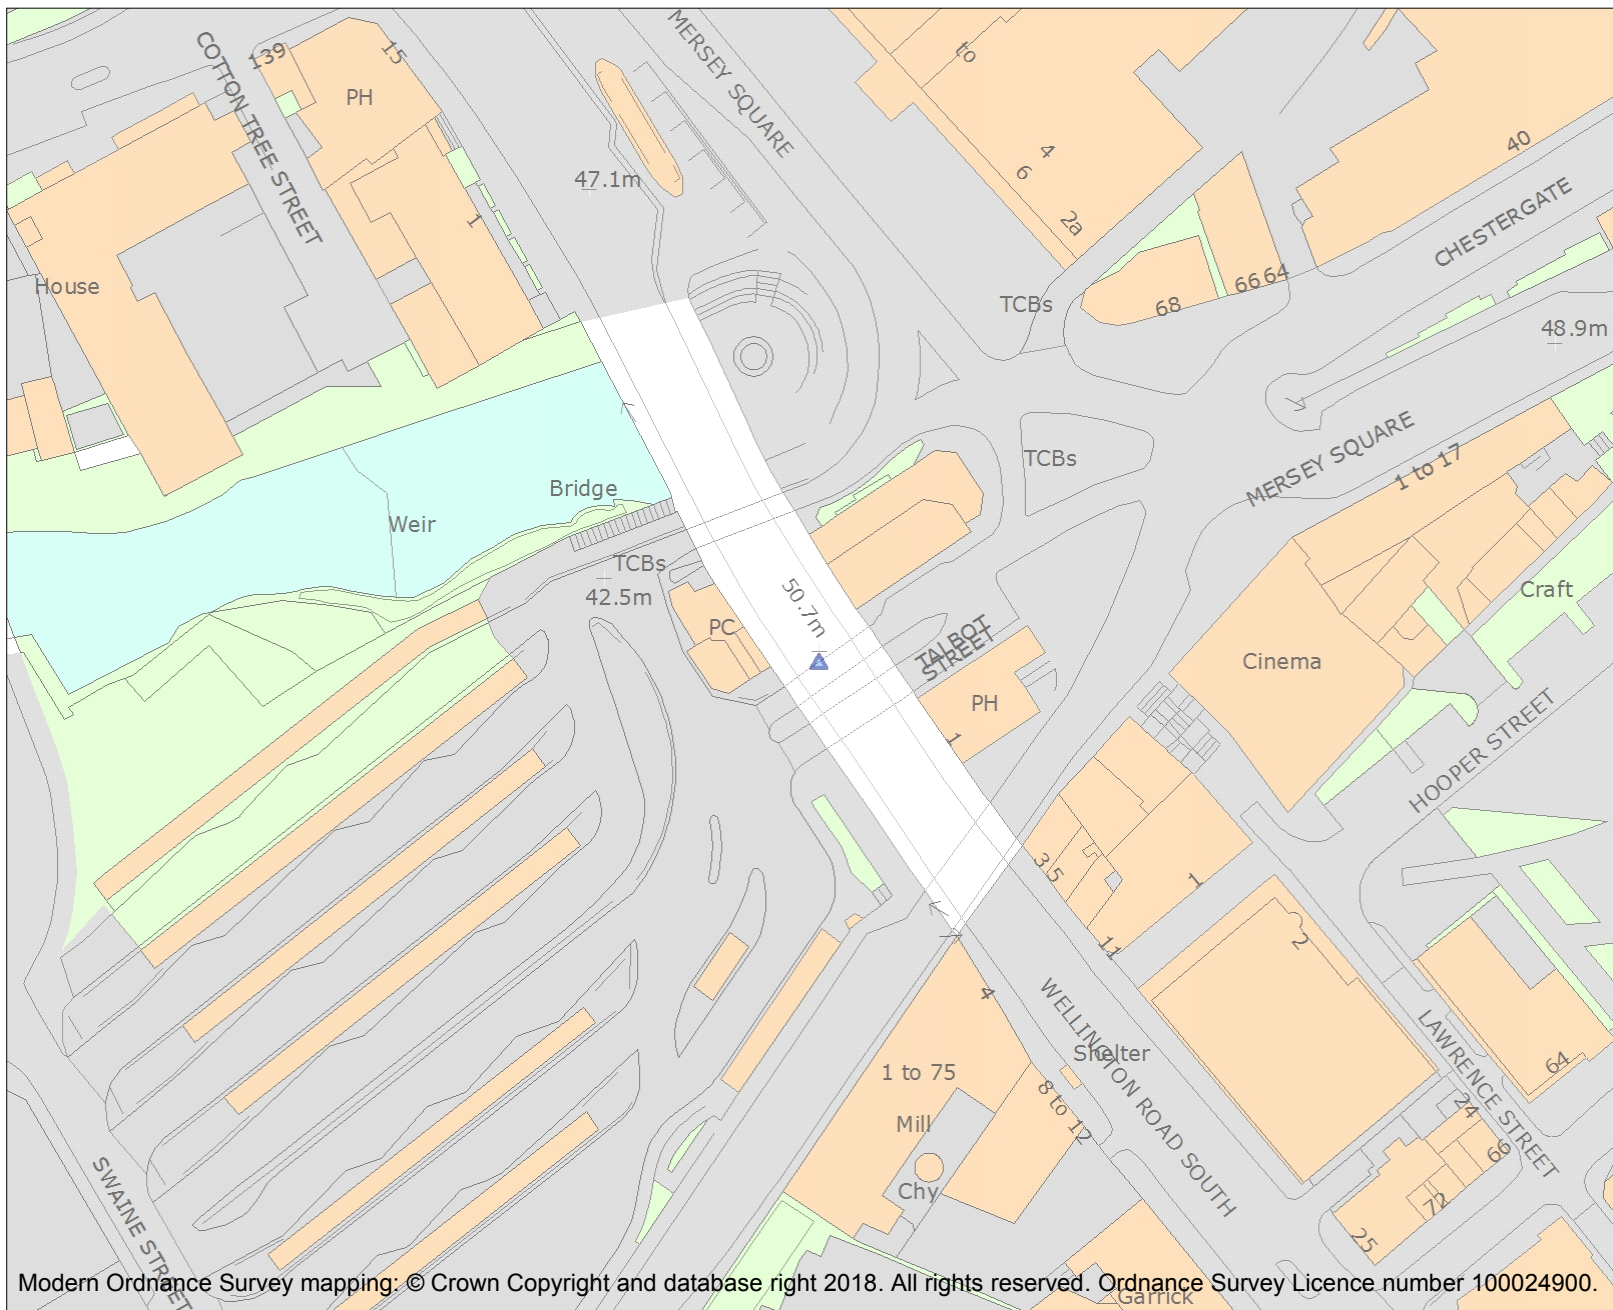 COTTON TREE STREET
139
15
PH
MERSEY SQUARE
to
4
6
2a
40
47.1m
1
CHESTERGATE
House
TCBs
68
66
64
48.9m
MERSEY SQUARE
1 to 17
TCBs
Bridge
Weir
TCBs
42.5m
50.7m
PC
TALBOT
STREET
Craft
Cinema
PH
1
HOOPER STREET
3
5
1
11
2
4
WELLINGTON ROAD SOUTH
Shelter
1 to 75
Mill
8 to 12
LAWRENCE STREET
64
24
66
72
25
Chy
SWAINE STREET
Garrick
Modern Ordnance Survey mapping: © Crown Copyright and database right 2018. All rights reserved. Ordnance Survey Licence number 100024900.